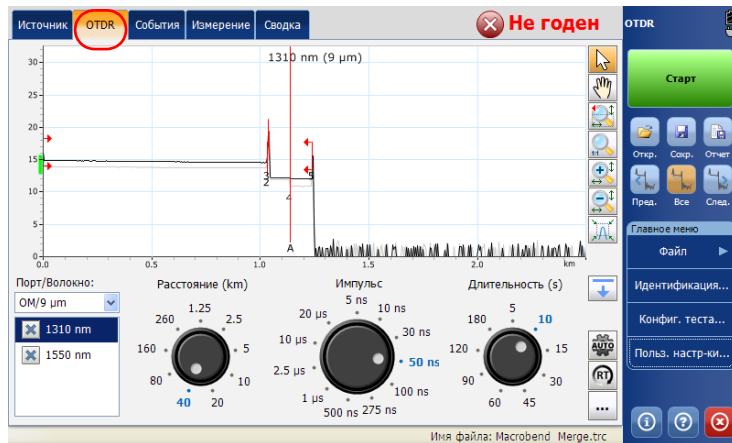 Источник OTDR События Измерение Сводка Не годен OTDR
1310 nm (9 µm)
30
25
20
15
10
5
0
3
2
4
5
A
0.0 0.5 1.0 1.5 2.0 km
Порт/Волокно:
OM/9 µm
1310 nm
1550 nm
Расстояние (km)
1.25
260 2.5
160 5
80 10
40 20
Импульс
5 ns
20 µs 10 ns
10 µs 30 ns
2.5 µs 50 ns
1 µs 100 ns
500 ns 275 ns
Длительность (s)
5
180 10
120 15
90 30
60 45
1:1
AUTO
RT
...
Имя файла: Macrobend_Merge.trc
Старт
Откр. Сохр. Отчет
Пред. Все След.
Главное меню
Файл
Идентификация...
Конфиг. теста...
Польз. настр-ки...